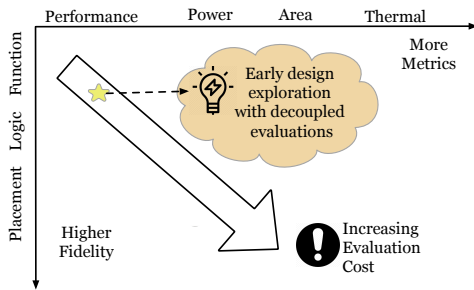 Performance Power Area Thermal
More
Metrics
Function
Logic
Placement
Early design
exploration
with decoupled
evaluations
Higher
Fidelity
Increasing
Evaluation
Cost